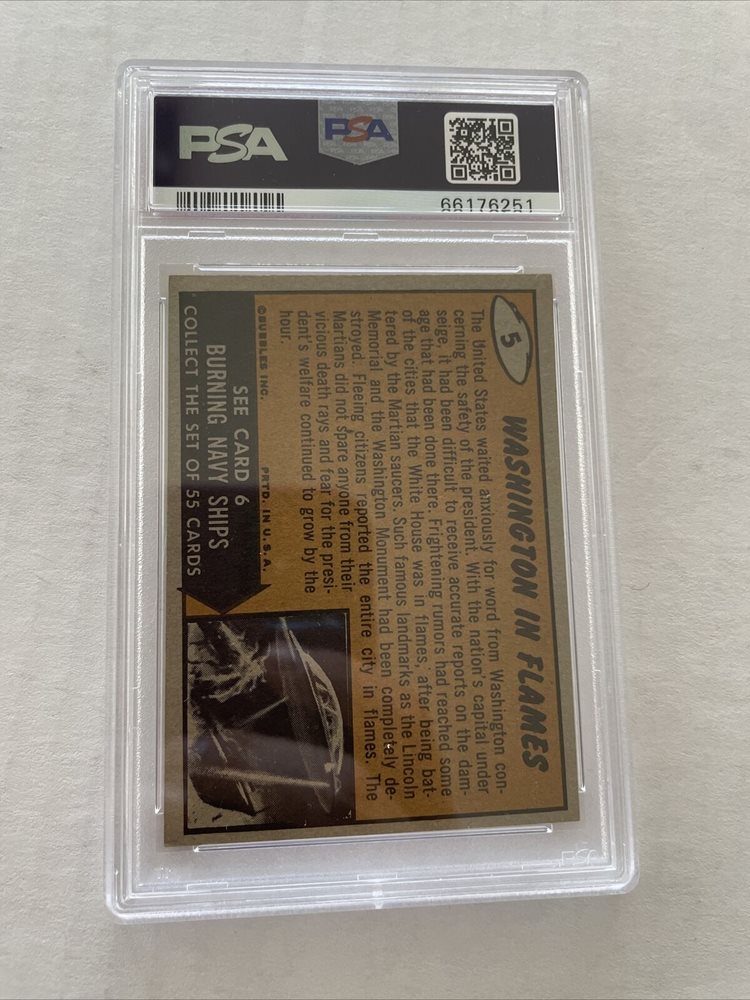 PSA
PSA
66176251
5
WASHINGTON IN FLAMES
The United States waited anxiously for word from Washington con-
cerning the safety of the president. With the nation's capital under
seige, it had been difficult to receive accurate reports on the dam-
age that had been done there. Frightening rumors had reached some
of the cities that the White House was in flames, after being bat-
tered by the Martian saucers. Such famous landmarks as the Lincoln
Memorial and the Washington Monument had been completely de-
stroyed. Fleeing citizens reported the entire city in flames. The
Martians did not spare anyone from their
vicious death rays and fear for the presi-
dent's welfare continued to grow by the
hour.
©BUBBLES INC. PRTD. IN U.S.A.
SEE CARD 6
BURNING NAVY SHIPS
COLLECT THE SET OF 55 CARDS
PSA